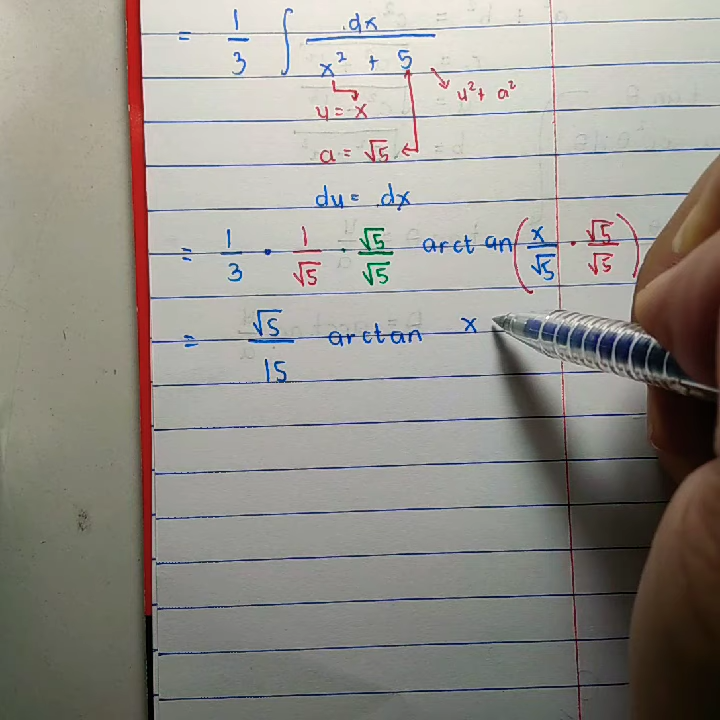 = 1/3 ∫ dx / (x² + 5)
u² + a²
u = x
a = √5
du = dx
= 1/3 · 1/√5 · √5/√5 arctan (x/√5 · √5/√5)
= √5/15 arctan x